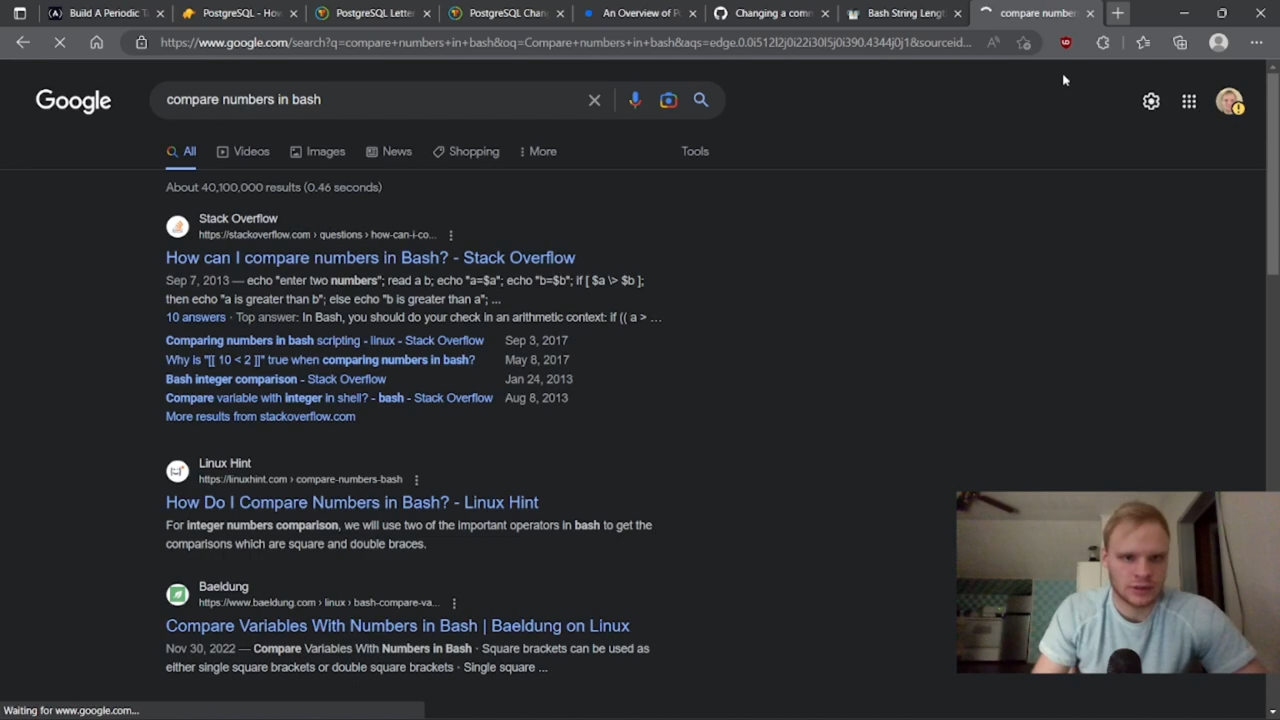 Build A Periodic Ta
PostgreSQL - How
PostgreSQL Lette
PostgreSQL Chan
An Overview of Po
Changing a comm
Bash String Lengt
compare number
https://www.google.com/search?q=compare+numbers+in+bash&oq=Compare+numbers+in+bash&aqs=edge.0.0i512l2j0i22i30l5j0i390.4344j0j1&sourceid...
Google
compare numbers in bash
All
Videos
Images
News
Shopping
More
Tools
About 40,100,000 results (0.46 seconds)
Stack Overflow
https://stackoverflow.com › questions › how-can-i-co...
How can I compare numbers in Bash? - Stack Overflow
Sep 7, 2013 — echo "enter two numbers"; read a b; echo "a=$a"; echo "b=$b"; if [ $a \> $b ];
then echo "a is greater than b"; else echo "b is greater than a"; ...
10 answers · Top answer: In Bash, you should do your check in an arithmetic context: if (( a > ...
Comparing numbers in bash scripting - linux - Stack Overflow Sep 3, 2017
Why is "[[ 10 < 2 ]]" true when comparing numbers in bash? May 8, 2017
Bash integer comparison - Stack Overflow Jan 24, 2013
Compare variable with integer in shell? - bash - Stack Overflow Aug 8, 2013
More results from stackoverflow.com
Linux Hint
https://linuxhint.com › compare-numbers-bash
How Do I Compare Numbers in Bash? - Linux Hint
For integer numbers comparison, we will use two of the important operators in bash to get the
comparisons which are square and double braces.
Baeldung
https://www.baeldung.com › linux › bash-compare-va...
Compare Variables With Numbers in Bash | Baeldung on Linux
Nov 30, 2022 — Compare Variables With Numbers in Bash · Square brackets can be used as
either single square brackets or double square brackets · Single square ...
Waiting for www.google.com...